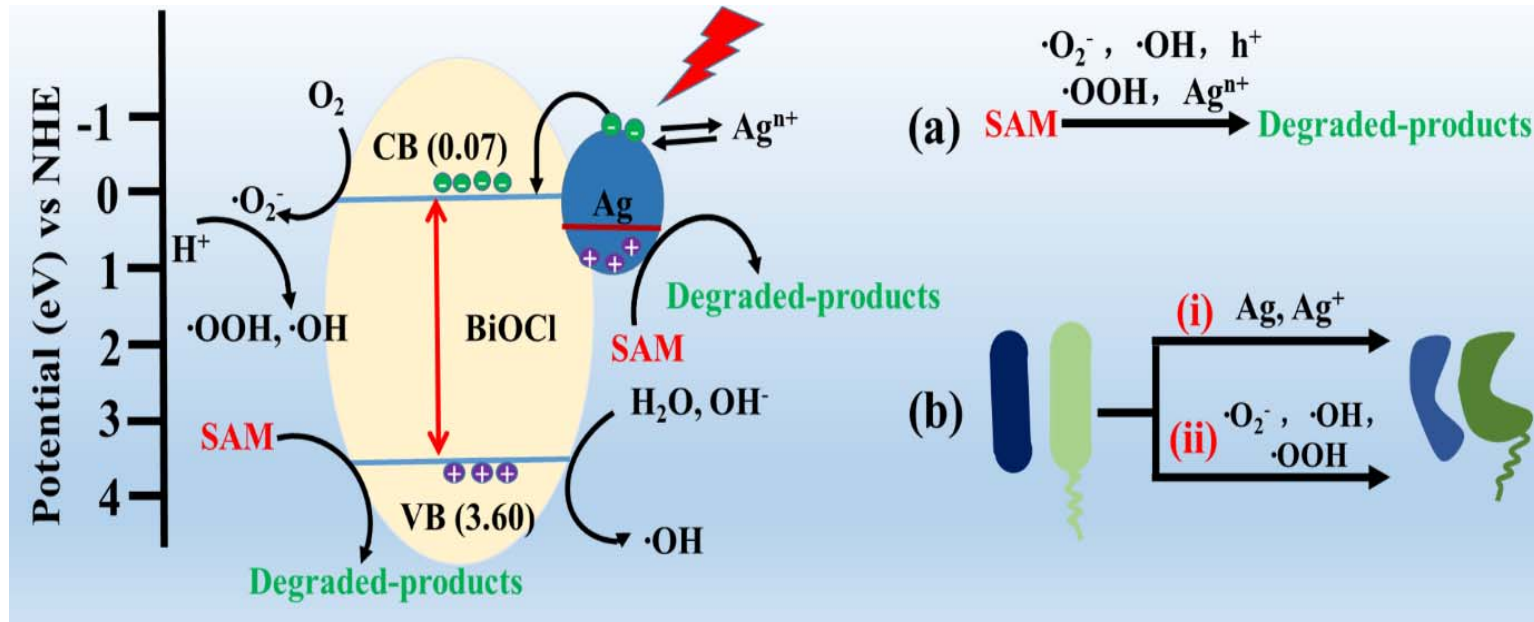 Potential (eV) vs NHE
-1
0
1
2
3
4
O₂
·O₂⁻
H⁺
·OOH, ·OH
SAM
Degraded-products
CB (0.07)
- - - -
BiOCl
+ + +
VB (3.60)
- -
Ag
+ + +
Agⁿ⁺
Degraded-products
SAM
H₂O, OH⁻
·OH
(a)
·O₂⁻ , ·OH, h⁺
·OOH, Agⁿ⁺
SAM Degraded-products
(b)
(i) Ag, Ag⁺
(ii) ·O₂⁻ , ·OH,
·OOH